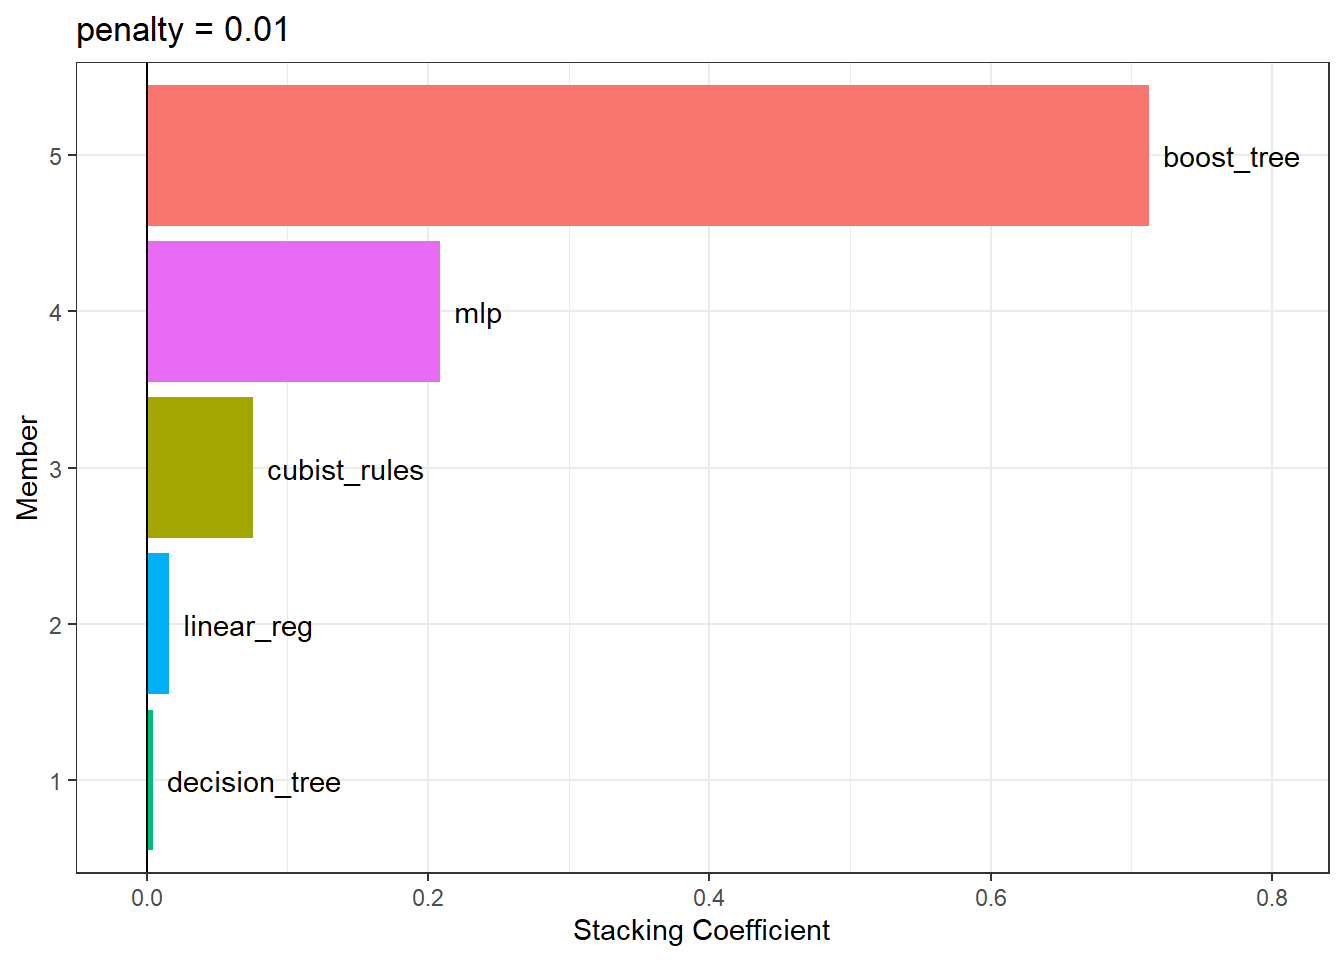 penalty = 0.01
5
boost_tree
4
mlp
Member
3
cubist_rules
2
linear_reg
1
decision_tree
0.0 0.2 0.4 0.6 0.8
Stacking Coefficient